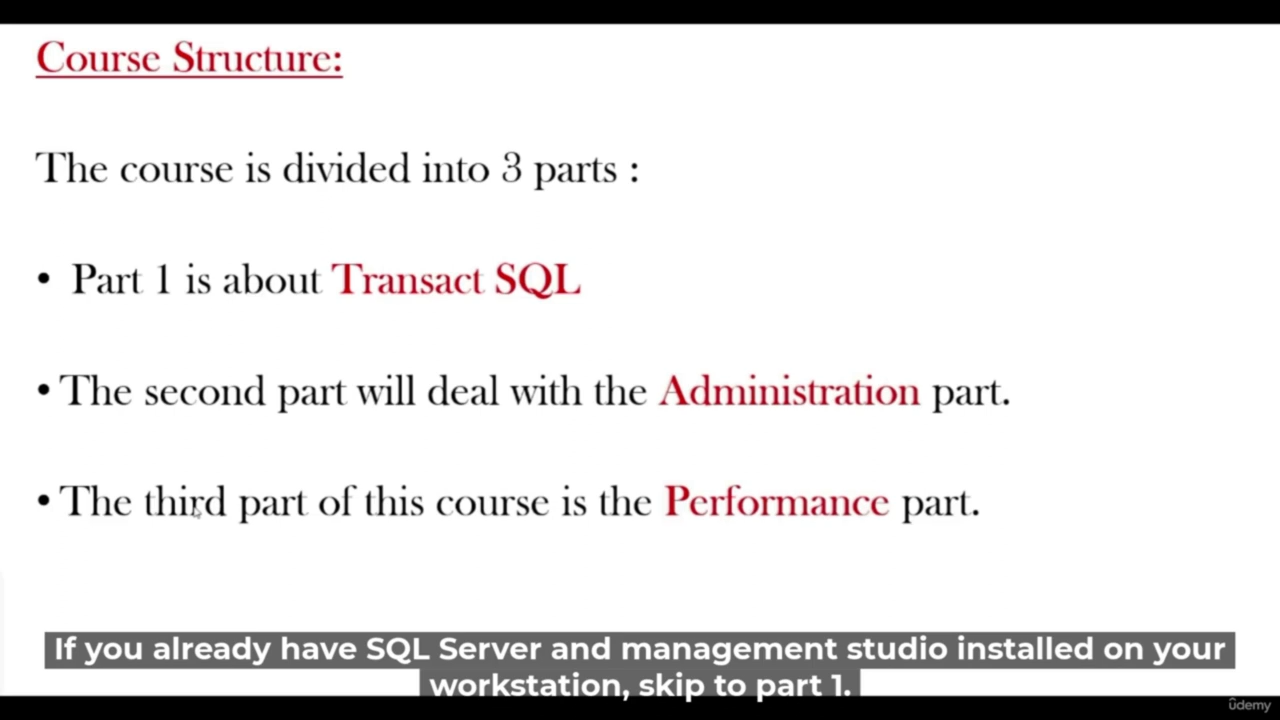 Course Structure:
The course is divided into 3 parts :
• Part 1 is about Transact SQL
• The second part will deal with the Administration part.
• The third part of this course is the Performance part.
If you already have SQL Server and management studio installed on your
workstation, skip to part 1.
ûdemy